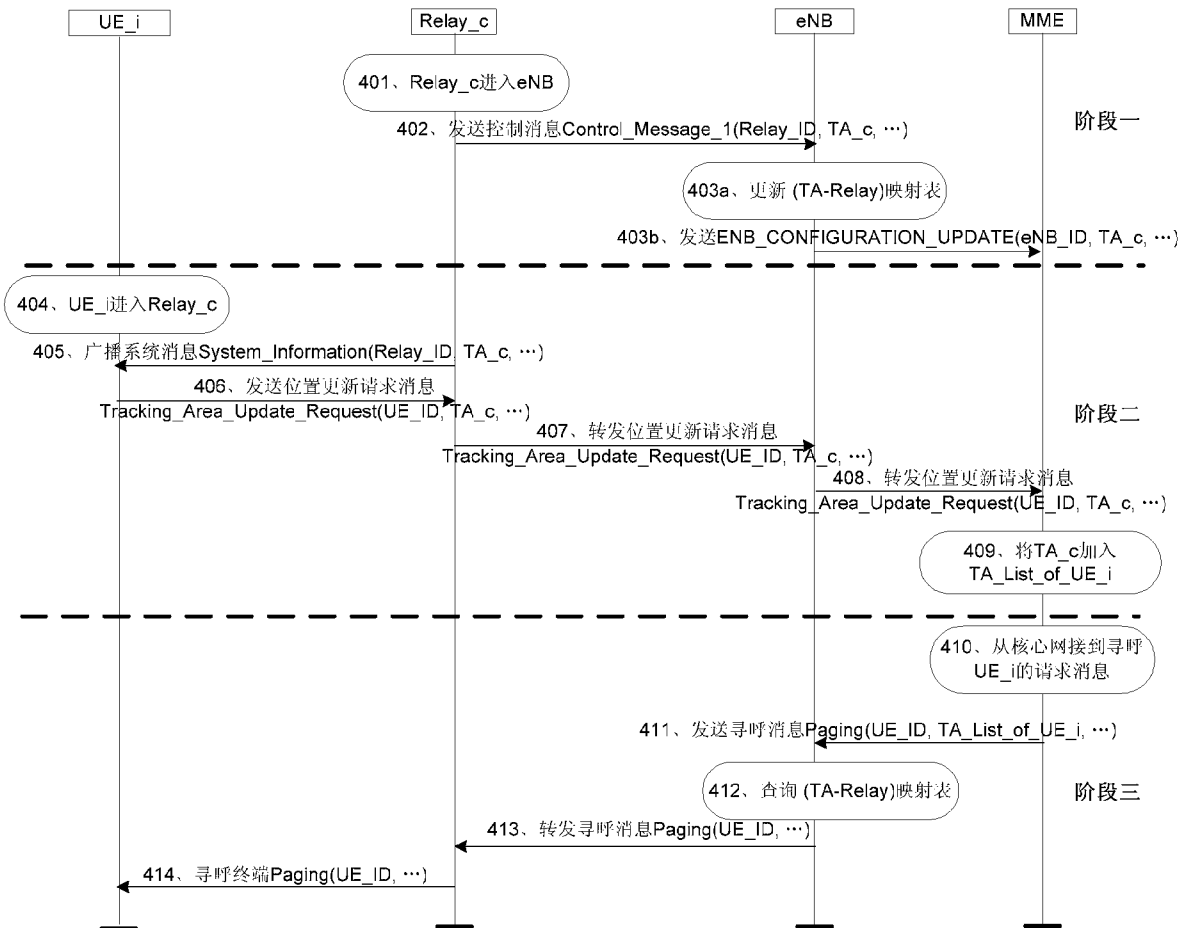 UE_i
Relay_c
eNB
MME
401、Relay_c进入eNB
阶段一
402、发送控制消息Control_Message_1(Relay_ID, TA_c, ···)
403a、更新 (TA-Relay)映射表
403b、发送ENB_CONFIGURATION_UPDATE(eNB_ID, TA_c, ···)
404、UE_i进入Relay_c
405、广播系统消息System_Information(Relay_ID, TA_c, ···)
406、发送位置更新请求消息
Tracking_Area_Update_Request(UE_ID, TA_c, ···)
阶段二
407、转发位置更新请求消息
Tracking_Area_Update_Request(UE_ID, TA_c, ···)
408、转发位置更新请求消息
Tracking_Area_Update_Request(UE_ID, TA_c, ···)
409、将TA_c加入
TA_List_of_UE_i
410、从核心网接到寻呼
UE_i的请求消息
411、发送寻呼消息Paging(UE_ID, TA_List_of_UE_i, ···)
412、查询 (TA-Relay)映射表
阶段三
413、转发寻呼消息Paging(UE_ID, ···)
414、寻呼终端Paging(UE_ID, ···)